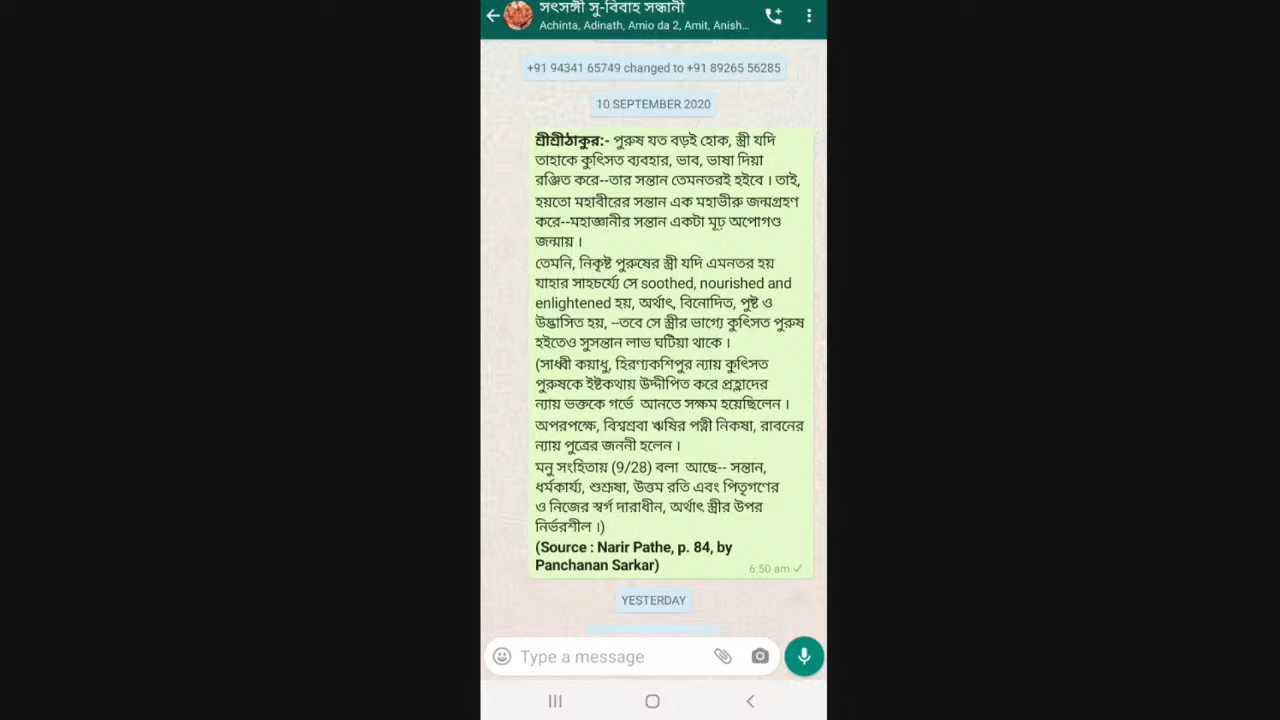 সৎসঙ্গী সু-বিবাহ সন্ধানী
Achinta, Adinath, Amio da 2, Amit, Anish...
+91 94341 65749 changed to +91 89265 56285
10 SEPTEMBER 2020
শ্রীশ্রীঠাকুর:- পুরুষ যত বড়ই হোক, স্ত্রী যদি
তাহাকে কুৎসিত ব্যবহার, ভাব, ভাষা দিয়া
রঞ্জিত করে--তার সন্তান তেমনতরই হইবে । তাই,
হয়তো মহাবীরের সন্তান এক মহাভীরু জন্মগ্রহণ
করে--মহাজ্ঞানীর সন্তান একটা মূঢ় অপোগণ্ড
জন্মায় ।
তেমনি, নিকৃষ্ট পুরুষের স্ত্রী যদি এমনতর হয়
যাহার সাহচর্য্যে সে soothed, nourished and
enlightened হয়, অর্থাৎ, বিনোদিত, পুষ্ট ও
উদ্ভাসিত হয়, --তবে সে স্ত্রীর ভাগ্যে কুৎসিত পুরুষ
হইতেও সুসন্তান লাভ ঘটিয়া থাকে ।
(সাধ্বী কয়াধু, হিরণ্যকশিপুর ন্যায় কুৎসিত
পুরুষকে ইষ্টকথায় উদ্দীপিত করে প্রহ্লাদের
ন্যায় ভক্তকে গর্ভে আনতে সক্ষম হয়েছিলেন ।
অপরপক্ষে, বিশ্বশ্রবা ঋষির পত্নী নিকষা, রাবনের
ন্যায় পুত্রের জননী হলেন ।
মনু সংহিতায় (9/28) বলা আছে-- সন্তান,
ধর্মকার্য্য, শুশ্রূষা, উত্তম রতি এবং পিতৃগণের
ও নিজের স্বর্গ দারাধীন, অর্থাৎ স্ত্রীর উপর
নির্ভরশীল ।)
(Source : Narir Pathe, p. 84, by
Panchanan Sarkar)
6:50 am
YESTERDAY
Type a message